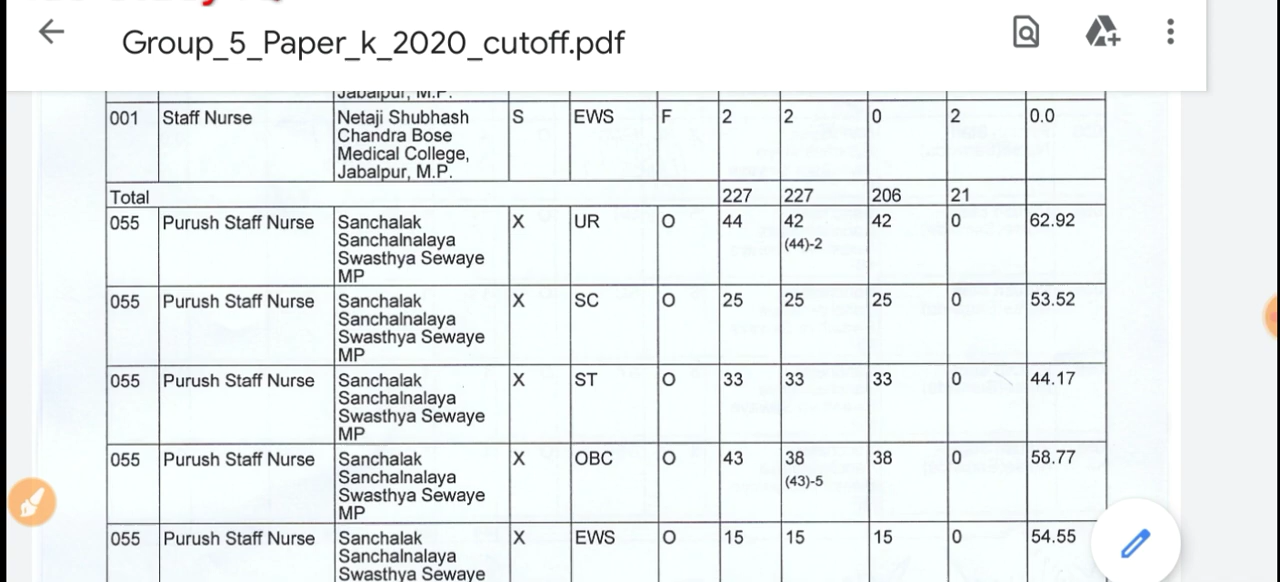 Group_5_Paper_k_2020_cutoff.pdf
Jabalpur, M.P.
001 Staff Nurse Netaji Shubhash Chandra Bose Medical College, Jabalpur, M.P. S EWS F 2 2 0 2 0.0
Total 227 227 206 21
055 Purush Staff Nurse Sanchalak Sanchalnalaya Swasthya Sewaye MP X UR O 44 42 (44)-2 42 0 62.92
055 Purush Staff Nurse Sanchalak Sanchalnalaya Swasthya Sewaye MP X SC O 25 25 25 0 53.52
055 Purush Staff Nurse Sanchalak Sanchalnalaya Swasthya Sewaye MP X ST O 33 33 33 0 44.17
055 Purush Staff Nurse Sanchalak Sanchalnalaya Swasthya Sewaye MP X OBC O 43 38 (43)-5 38 0 58.77
055 Purush Staff Nurse Sanchalak Sanchalnalaya Swasthya Sewaye X EWS O 15 15 15 0 54.55